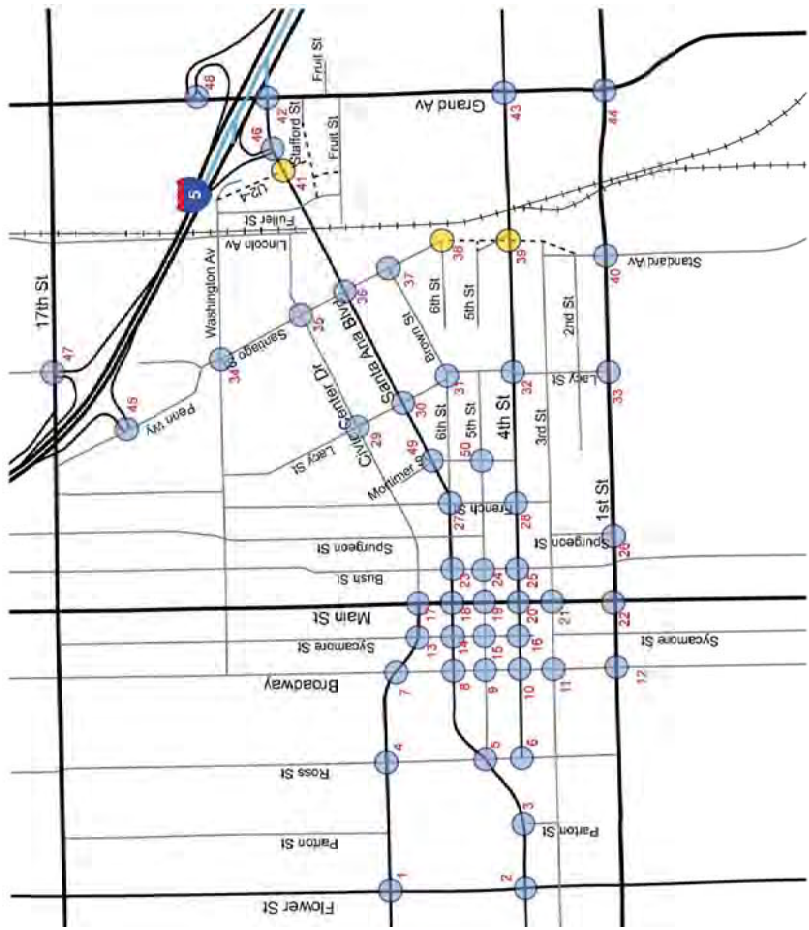 17th St
47
48
5
46
42
Fruit St
Stafford St
Fruit St
41
U2-A
Fuller St
Grand Av
43
44
Lincoln Av
Washington Av
Santiago
34
35
36
37
38
39
40
Standard Av
6th St
5th St
2nd St
Brown St
Santa Ana Blvd
Civic Center Dr
45
Penn Wy
Lacy St
29
30
31
32
33
Lacy St
6th St
5th St
4th St
3rd St
1st St
49
50
Mortimer
27
French
28
Spurgeon St
Spurgeon St
26
Bush St
23
24
25
Main St
17
18
19
20
21
22
Sycamore St
13
14
15
16
Sycamore St
Broadway
7
8
9
10
11
12
Ross St
4
5
6
Parton St
3
Parton St
Flower St
1
2